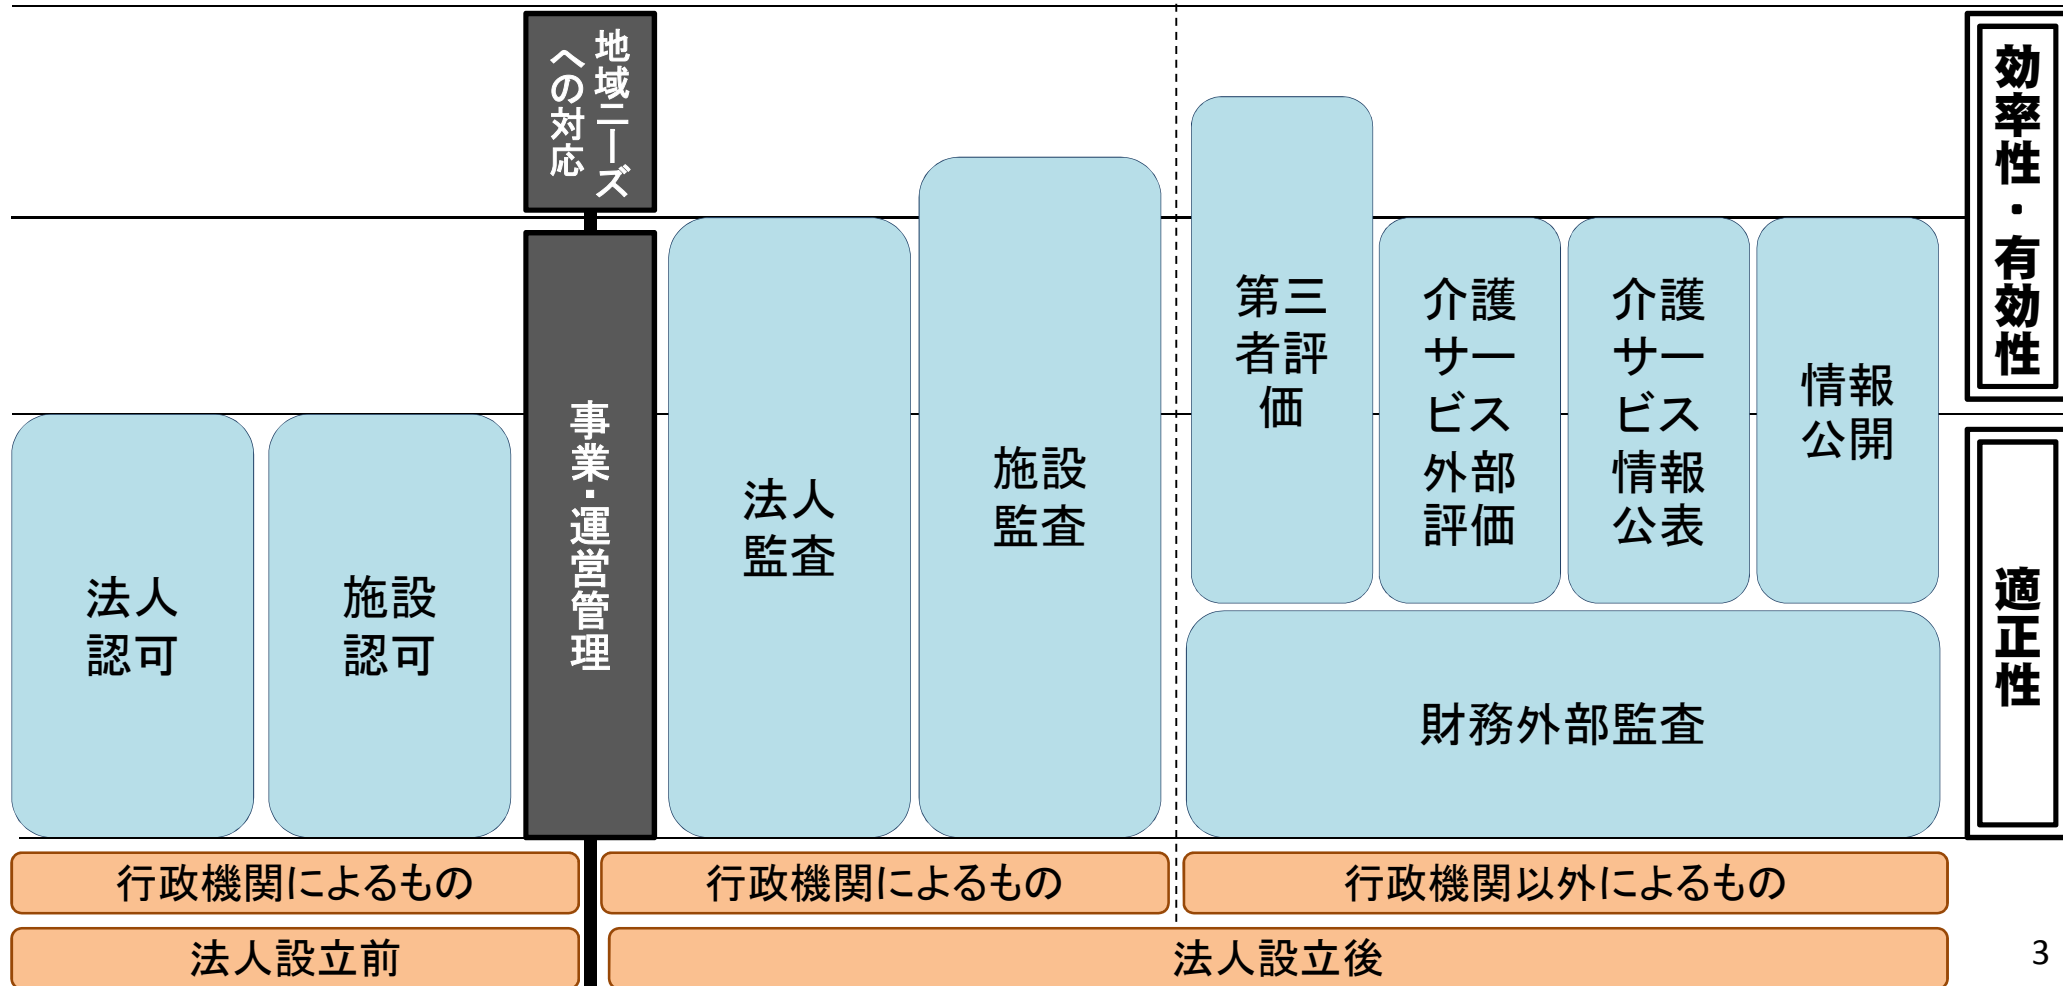 地域ニーズ
への対応
事業・運営管理
法人
認可
施設
認可
法人
監査
施設
監査
第三
者評
価
介護
サー
ビス
外部
評価
介護
サー
ビス
情報
公表
情報
公開
財務外部監査
効率性・有効性
適正性
行政機関によるもの
行政機関によるもの
行政機関以外によるもの
法人設立前
法人設立後
3